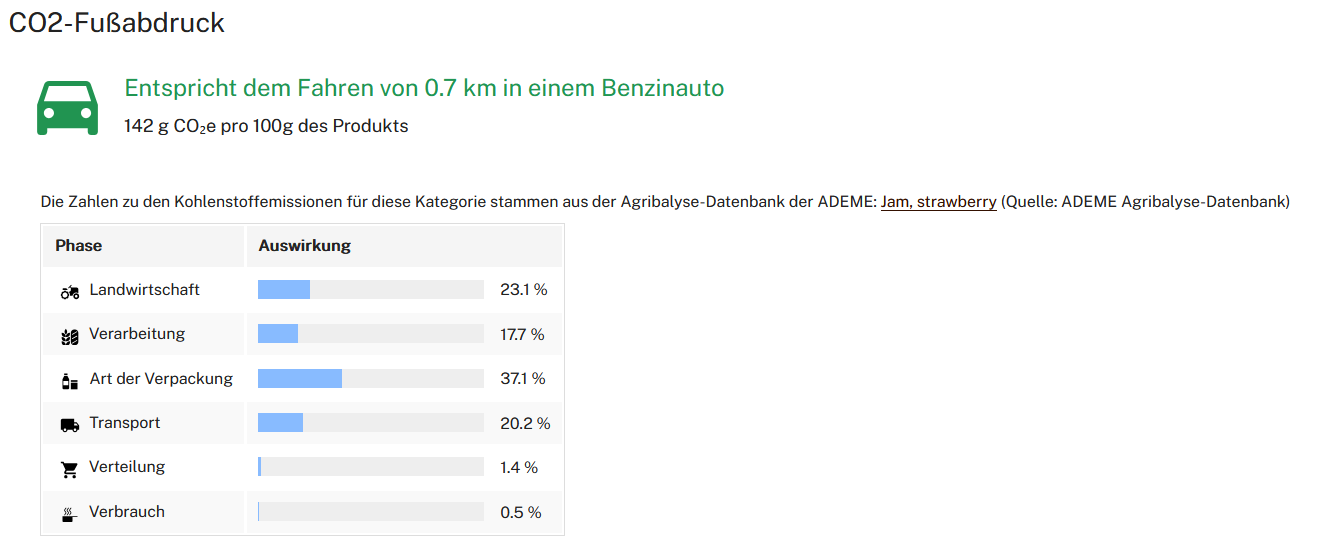 CO2-Fußabdruck
Entspricht dem Fahren von 0.7 km in einem Benzinauto
142 g CO₂e pro 100g des Produkts
Die Zahlen zu den Kohlenstoffemissionen für diese Kategorie stammen aus der Agribalyse-Datenbank der ADEME: Jam, strawberry (Quelle: ADEME Agribalyse-Datenbank)
Phase Auswirkung
Landwirtschaft 23.1 %
Verarbeitung 17.7 %
Art der Verpackung 37.1 %
Transport 20.2 %
Verteilung 1.4 %
Verbrauch 0.5 %